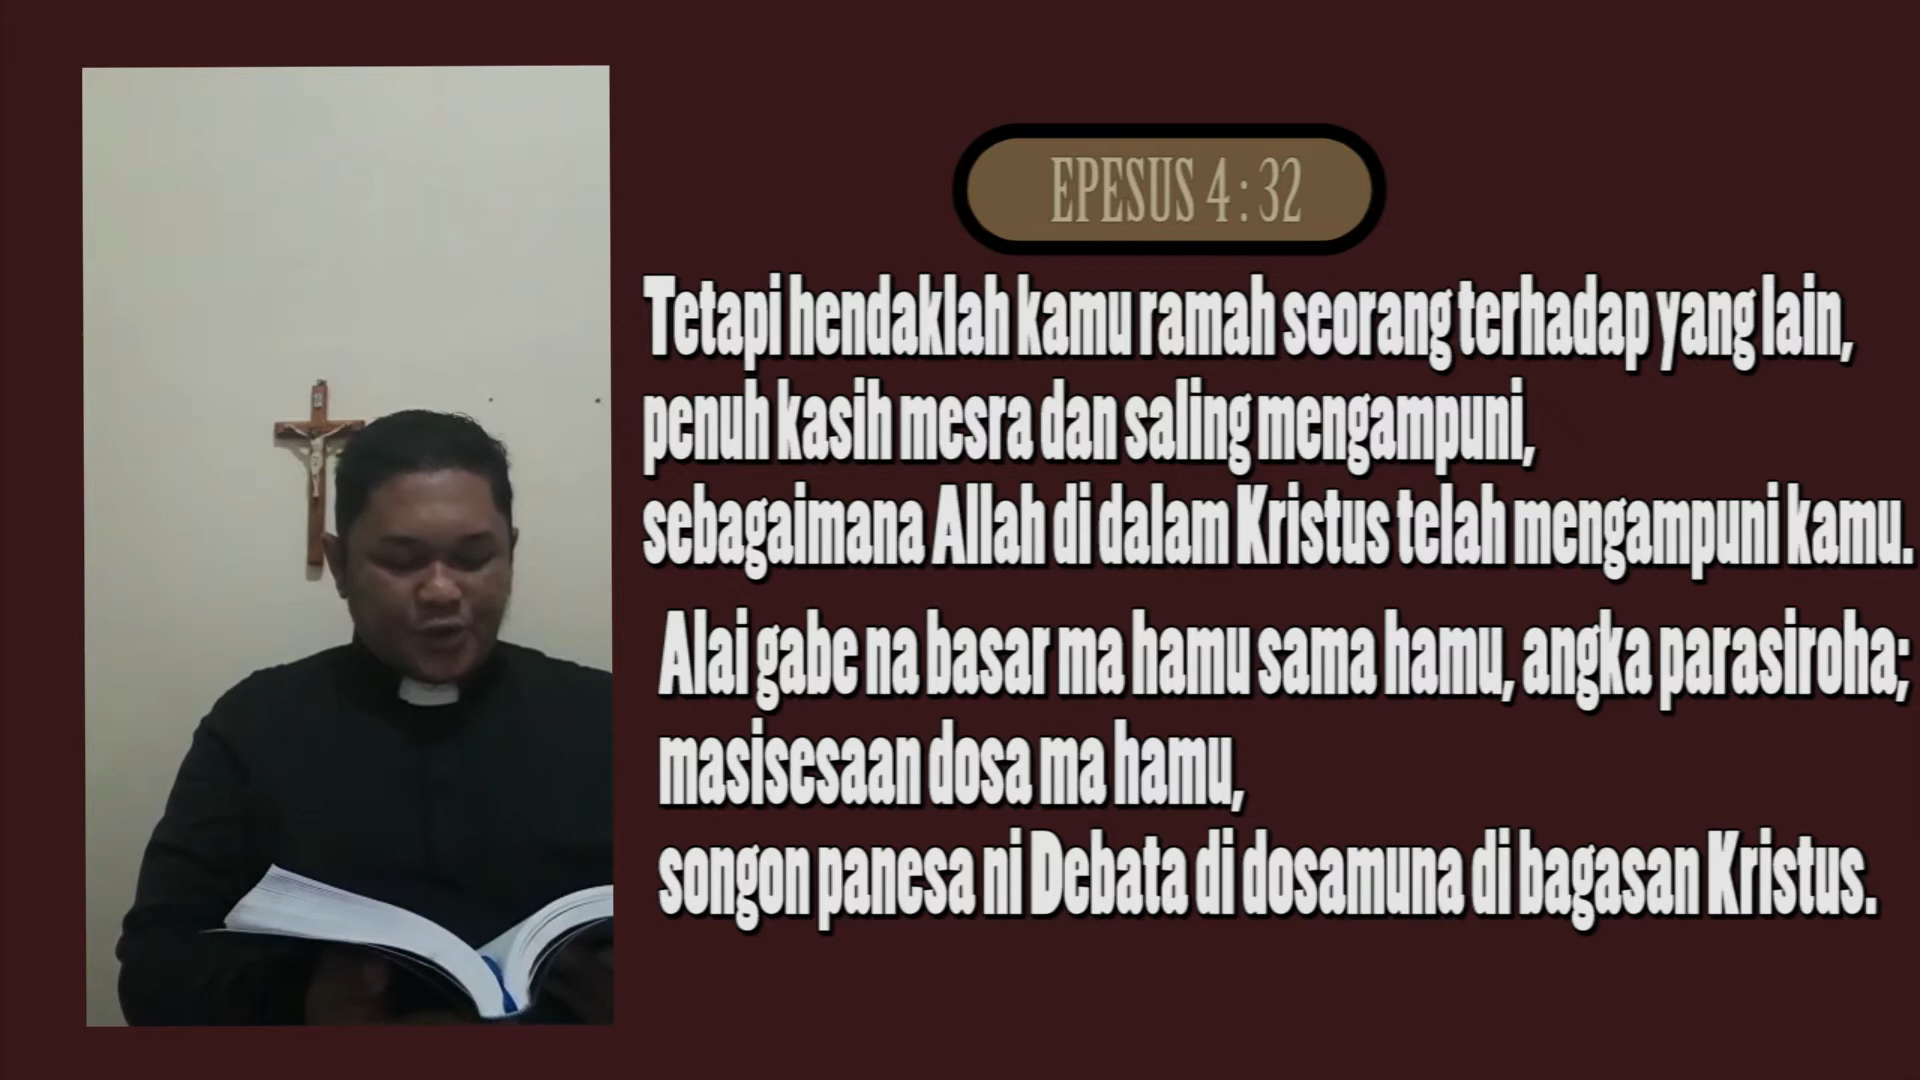 EPESUS 4 : 32
Tetapi hendaklah kamu ramah seorang terhadap yang lain,
penuh kasih mesra dan saling mengampuni,
sebagaimana Allah di dalam Kristus telah mengampuni kamu.
Alai gabe na basar ma hamu sama hamu, angka parasiroha;
masisesaan dosa ma hamu,
songon panesa ni Debata di dosamuna di bagasan Kristus.